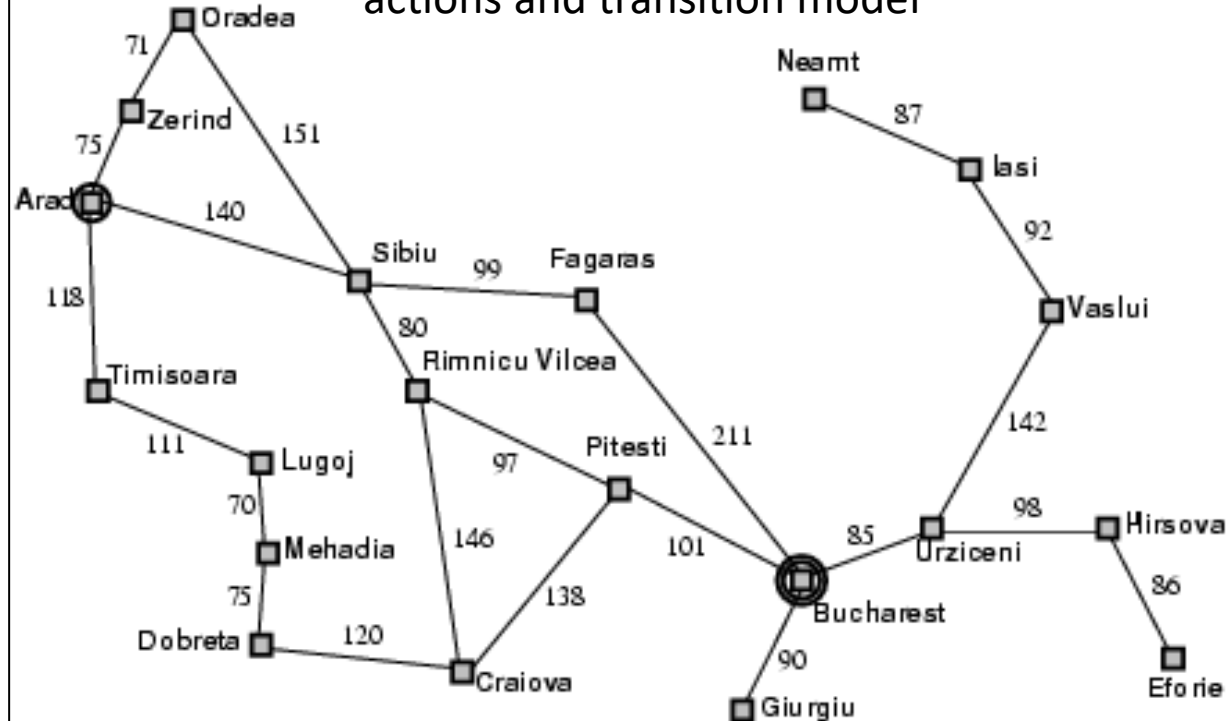 actions and transition model
Oradea
71
Neamt
Zerind
87
151
75
Iasi
Arad
140
92
Sibiu
Fagaras
99
118
Vaslui
80
Timisoara
Rimnicu Vilcea
142
111
Pitesti
211
Lugoj
97
70
98
Hirsova
146
101
85
Mehadia
Urziceni
75
138
86
Bucharest
Dobreta
120
90
Craiova
Eforie
Giurgiu